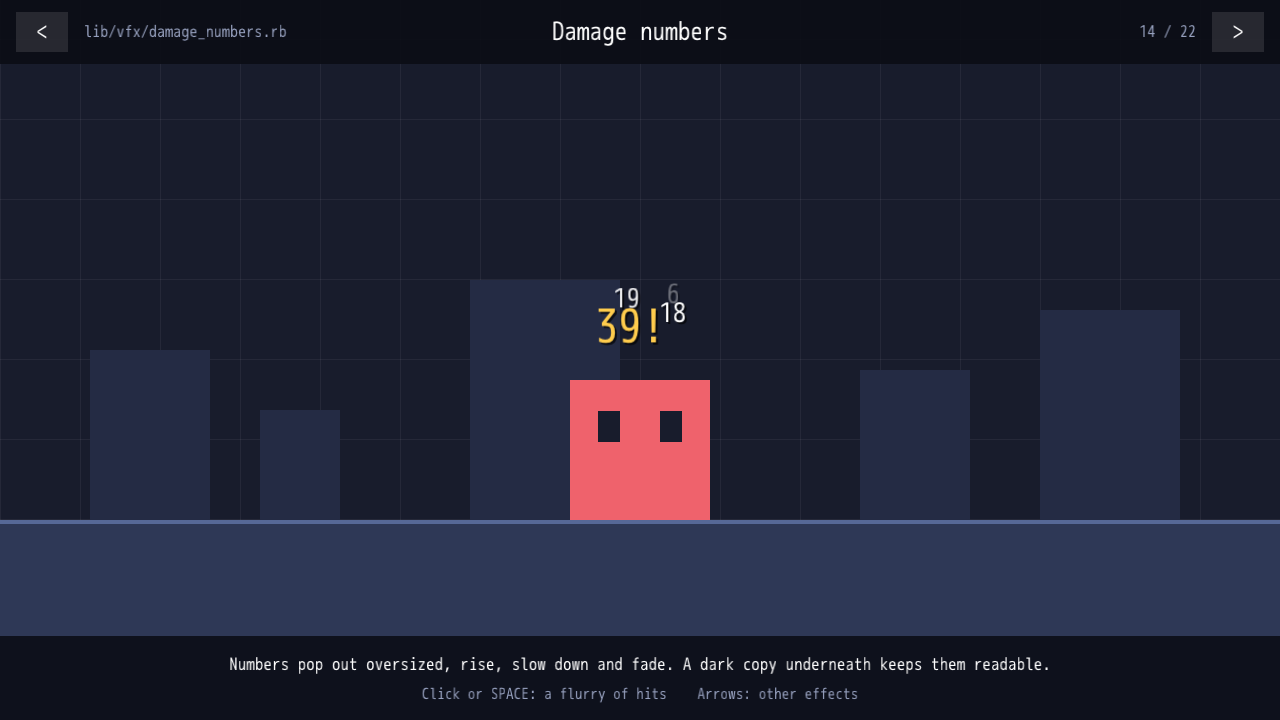 <
lib/vfx/damage_numbers.rb
Damage numbers
14 / 22
>
19
6
18
39!
Numbers pop out oversized, rise, slow down and fade. A dark copy underneath keeps them readable.
Click or SPACE: a flurry of hits    Arrows: other effects